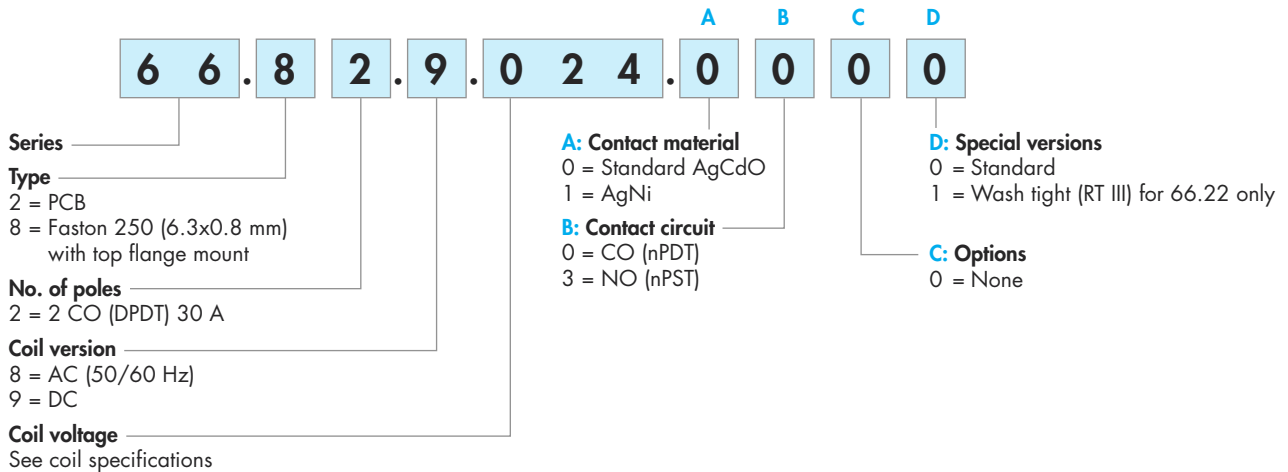 A B C D
6 6 . 8 2 . 9 . 0 2 4 . 0 0 0 0
Series
Type
2 = PCB
8 = Faston 250 (6.3x0.8 mm)
with top flange mount
No. of poles
2 = 2 CO (DPDT) 30 A
Coil version
8 = AC (50/60 Hz)
9 = DC
Coil voltage
See coil specifications
A: Contact material
0 = Standard AgCdO
1 = AgNi
B: Contact circuit
0 = CO (nPDT)
3 = NO (nPST)
D: Special versions
0 = Standard
1 = Wash tight (RT III) for 66.22 only
C: Options
0 = None